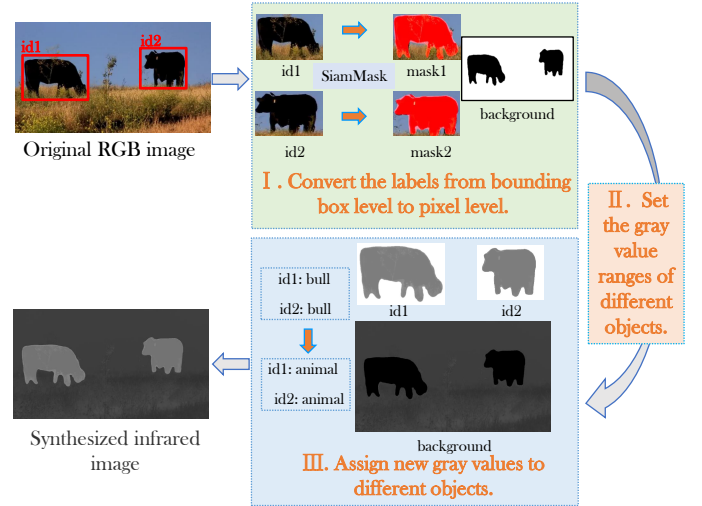 id1
id2
Original RGB image
id1
mask1
SiamMask
id2
mask2
background
Ⅰ. Convert the labels from bounding
box level to pixel level.
Ⅱ. Set
the gray
value
ranges of
different
objects.
id1: bull
id2: bull
id1: animal
id2: animal
id1
id2
background
Ⅲ. Assign new gray values to
different objects.
Synthesized infrared
image